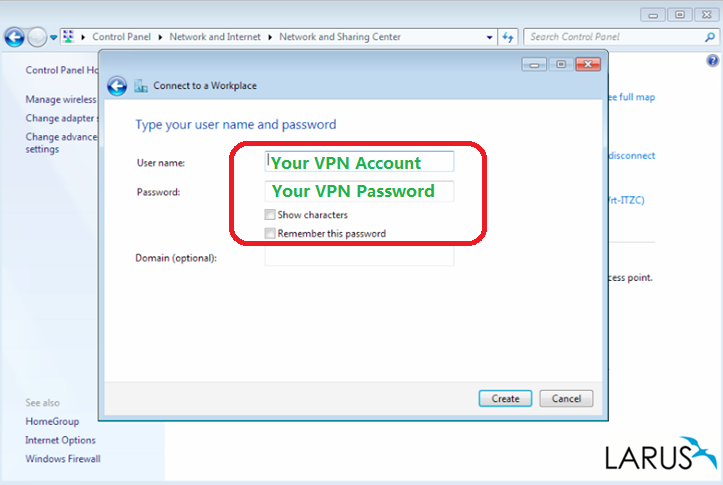 Control Panel Network and Internet Network and Sharing Center Search Control Panel
Control Panel Ho
Manage wireless
Change adapter s
Change advance
settings
ee full map
disconnect
/rt-ITZC)
cess point.
Connect to a Workplace
Type your user name and password
User name: Your VPN Account
Password: Your VPN Password
Show characters
Remember this password
Domain (optional):
Create Cancel
See also
HomeGroup
Internet Options
Windows Firewall
LARUS